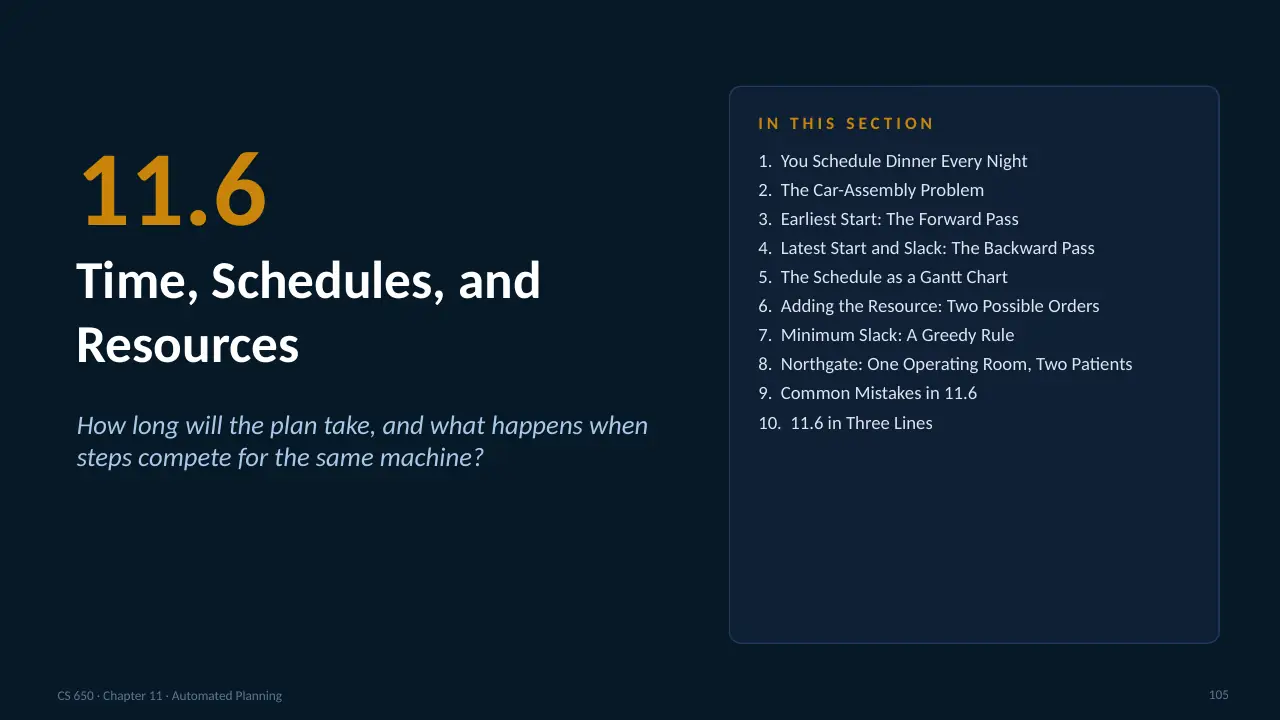 11.6
Time, Schedules, and
Resources
How long will the plan take, and what happens when
steps compete for the same machine?
IN THIS SECTION
1. You Schedule Dinner Every Night
2. The Car-Assembly Problem
3. Earliest Start: The Forward Pass
4. Latest Start and Slack: The Backward Pass
5. The Schedule as a Gantt Chart
6. Adding the Resource: Two Possible Orders
7. Minimum Slack: A Greedy Rule
8. Northgate: One Operating Room, Two Patients
9. Common Mistakes in 11.6
10. 11.6 in Three Lines
CS 650 · Chapter 11 · Automated Planning
105